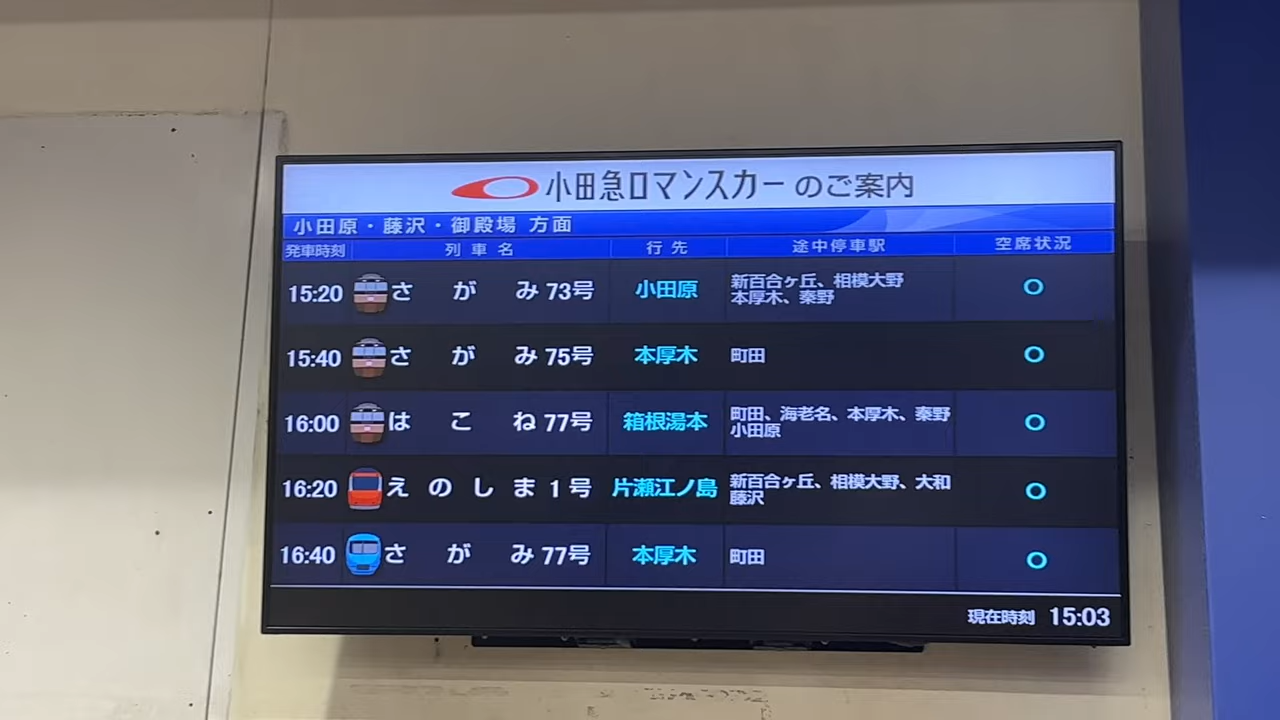 小田急ロマンスカー のご案内
小田原・藤沢・御殿場 方面
発車時刻 列車名 行先 途中停車駅 空席状況
15:20 さがみ 73号 小田原 新百合ヶ丘、相模大野
本厚木、秦野 ○
15:40 さがみ 75号 本厚木 町田 ○
16:00 はこね 77号 箱根湯本 町田、海老名、本厚木、秦野
小田原 ○
16:20 えのしま 1号 片瀬江ノ島 新百合ヶ丘、相模大野、大和
藤沢 ○
16:40 さがみ 77号 本厚木 町田 ○
現在時刻 15:03